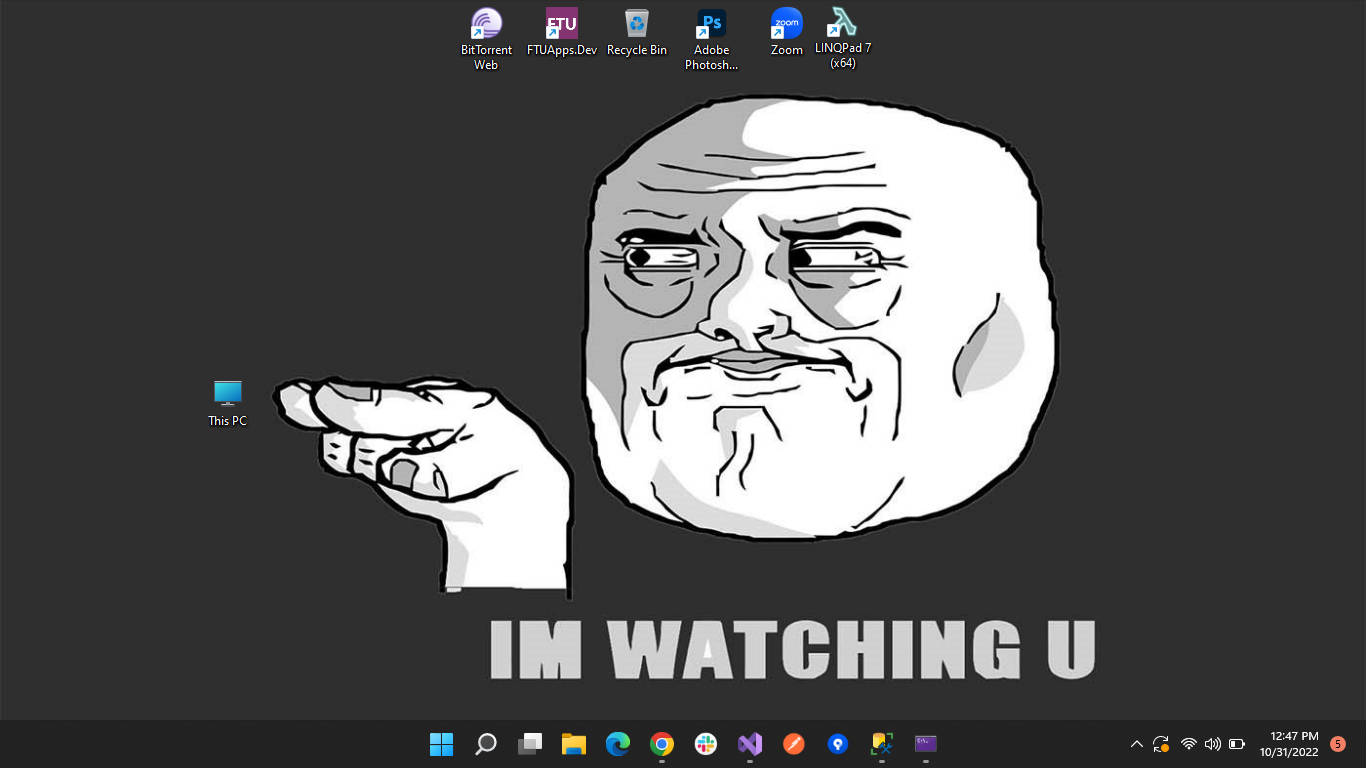 BitTorrent
Web
FTU
FTUApps.Dev
Recycle Bin
Ps
Adobe
Photosh...
zoom
Zoom
LINQPad 7
(x64)
This PC
IM WATCHING U
12:47 PM
10/31/2022
5